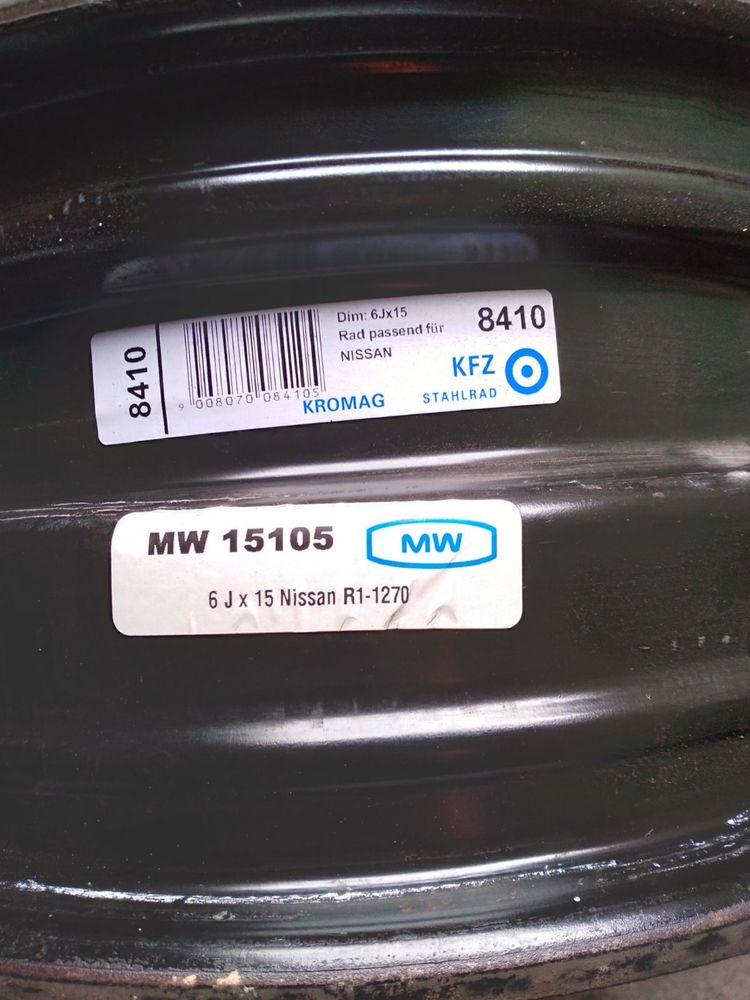 8410
Dim: 6Jx15
Rad passend für
NISSAN
8410
9 008070 084105
KROMAG
KFZ
STAHLRAD
MW 15105
MW
6 J x 15 Nissan R1-1270